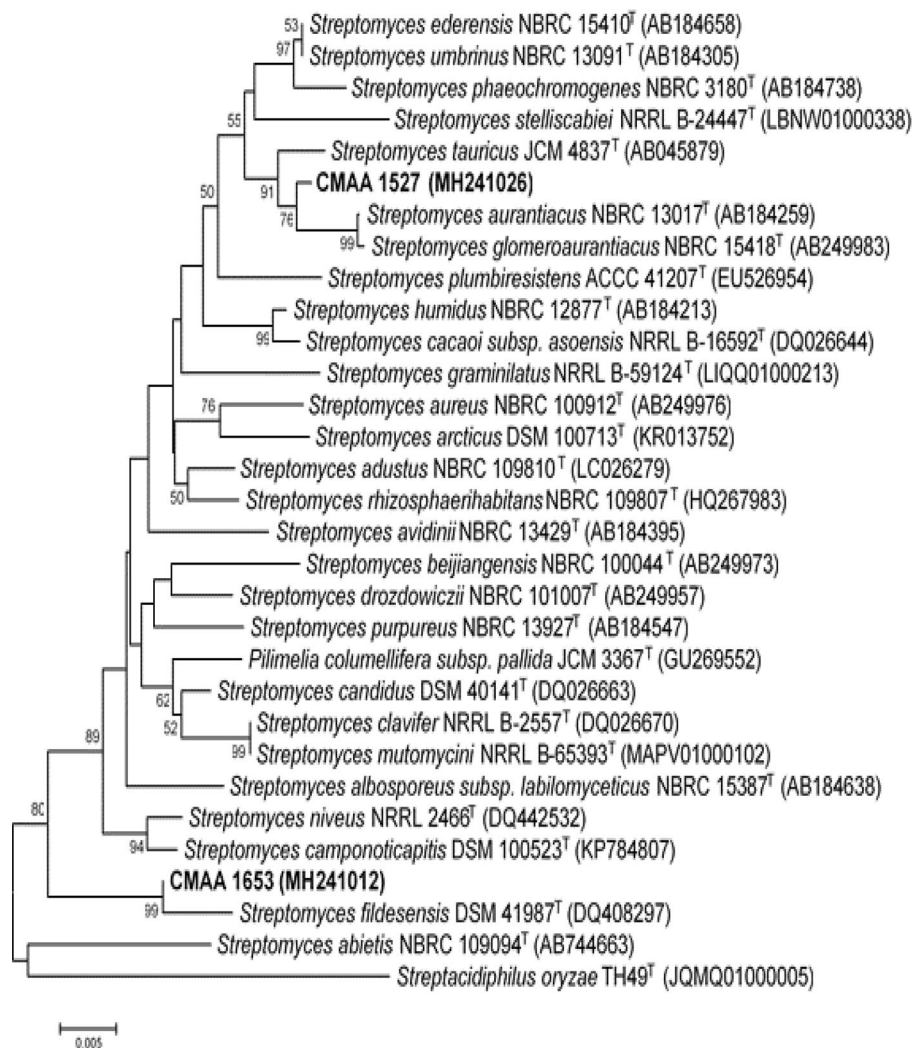 53 Streptomyces ederensis NBRC 15410T (AB184658)
97 Streptomyces umbrinus NBRC 13091T (AB184305)
Streptomyces phaeochromogenes NBRC 3180T (AB184738)
55 Streptomyces stelliscabiei NRRL B-24447T (LBNW01000338)
Streptomyces tauricus JCM 4837T (AB045879)
50 91 CMAA 1527 (MH241026)
76 Streptomyces aurantiacus NBRC 13017T (AB184259)
99 Streptomyces glomeroaurantiacus NBRC 15418T (AB249983)
Streptomyces plumbiresistens ACCC 41207T (EU526954)
Streptomyces humidus NBRC 12877T (AB184213)
99 Streptomyces cacaoi subsp. asoensis NRRL B-16592T (DQ026644)
Streptomyces graminilatus NRRL B-59124T (LIQQ01000213)
76 Streptomyces aureus NBRC 100912T (AB249976)
Streptomyces arcticus DSM 100713T (KR013752)
Streptomyces adustus NBRC 109810T (LC026279)
50 Streptomyces rhizosphaerihabitans NBRC 109807T (HQ267983)
Streptomyces avidinii NBRC 13429T (AB184395)
Streptomyces beijiangensis NBRC 100044T (AB249973)
Streptomyces drozdowiczii NBRC 101007T (AB249957)
Streptomyces purpureus NBRC 13927T (AB184547)
Pilimelia columellifera subsp. pallida JCM 3367T (GU269552)
62 Streptomyces candidus DSM 40141T (DQ026663)
52 Streptomyces clavifer NRRL B-2557T (DQ026670)
89 99 Streptomyces mutomycini NRRL B-65393T (MAPV01000102)
Streptomyces albosporeus subsp. labilomyceticus NBRC 15387T (AB184638)
80 Streptomyces niveus NRRL 2466T (DQ442532)
94 Streptomyces camponoticapitis DSM 100523T (KP784807)
CMAA 1653 (MH241012)
99 Streptomyces fildesensis DSM 41987T (DQ408297)
Streptomyces abietis NBRC 109094T (AB744663)
Streptacidiphilus oryzae TH49T (JQMQ01000005)
0.005